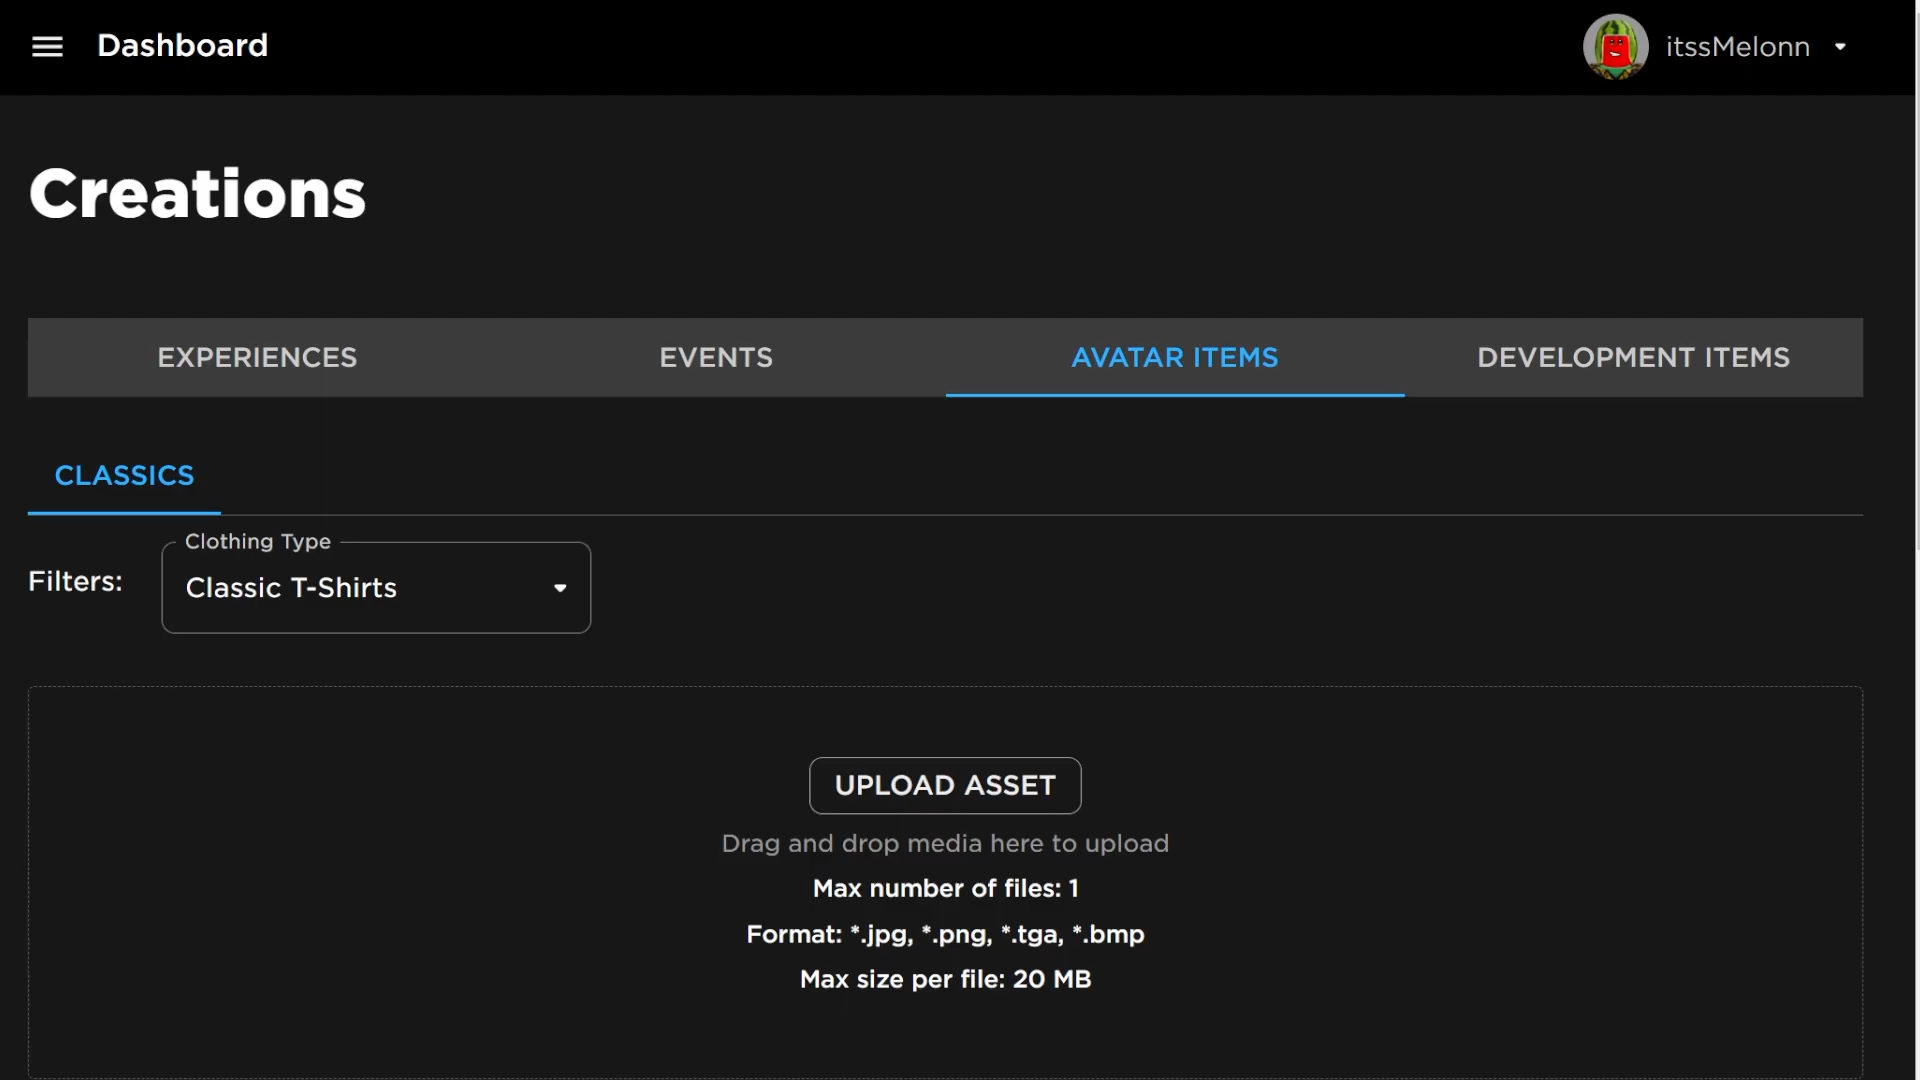 Dashboard
itssMelonn
Creations
EXPERIENCES
EVENTS
AVATAR ITEMS
DEVELOPMENT ITEMS
CLASSICS
Clothing Type
Filters:
Classic T-Shirts
UPLOAD ASSET
Drag and drop media here to upload
Max number of files: 1
Format: *.jpg, *.png, *.tga, *.bmp
Max size per file: 20 MB